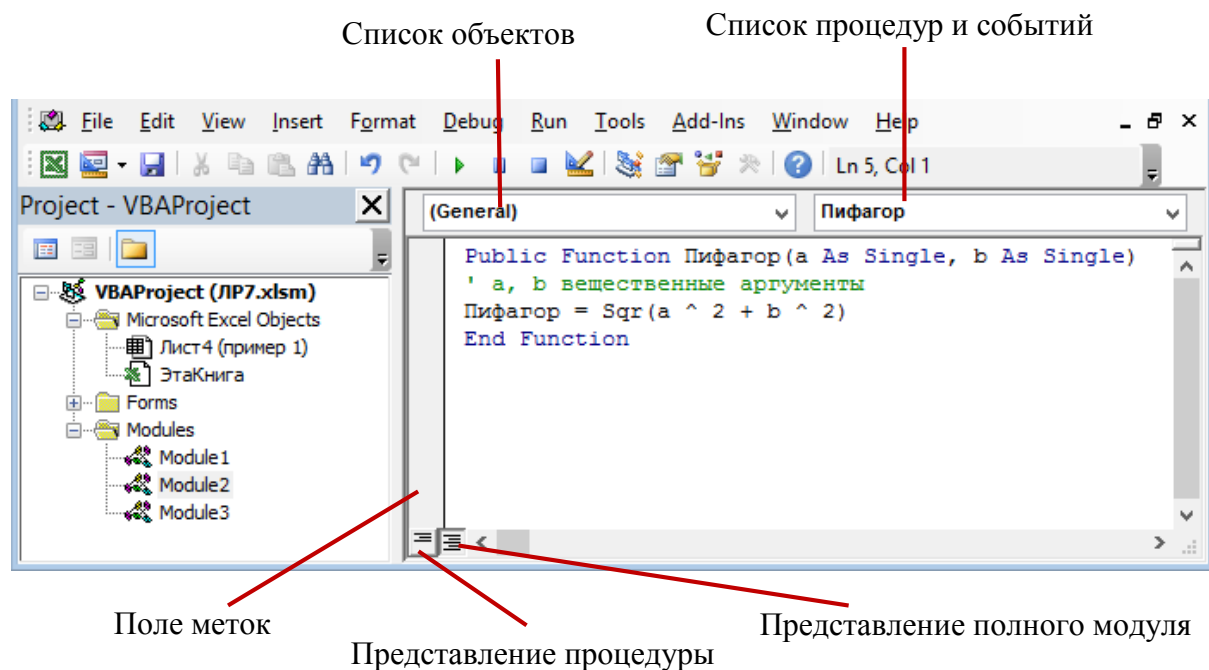 Список объектов
Список процедур и событий
File Edit View Insert Format Debug Run Tools Add-Ins Window Help
Ln 5, Col 1
Project - VBAProject
(General)
Пифагор
VBAProject (ЛР7.xlsm)
Microsoft Excel Objects
Лист4 (пример 1)
ЭтаКнига
Forms
Modules
Module1
Module2
Module3
Public Function Пифагор(a As Single, b As Single)
' a, b вещественные аргументы
Пифагор = Sqr(a ^ 2 + b ^ 2)
End Function
Поле меток
Представление процедуры
Представление полного модуля